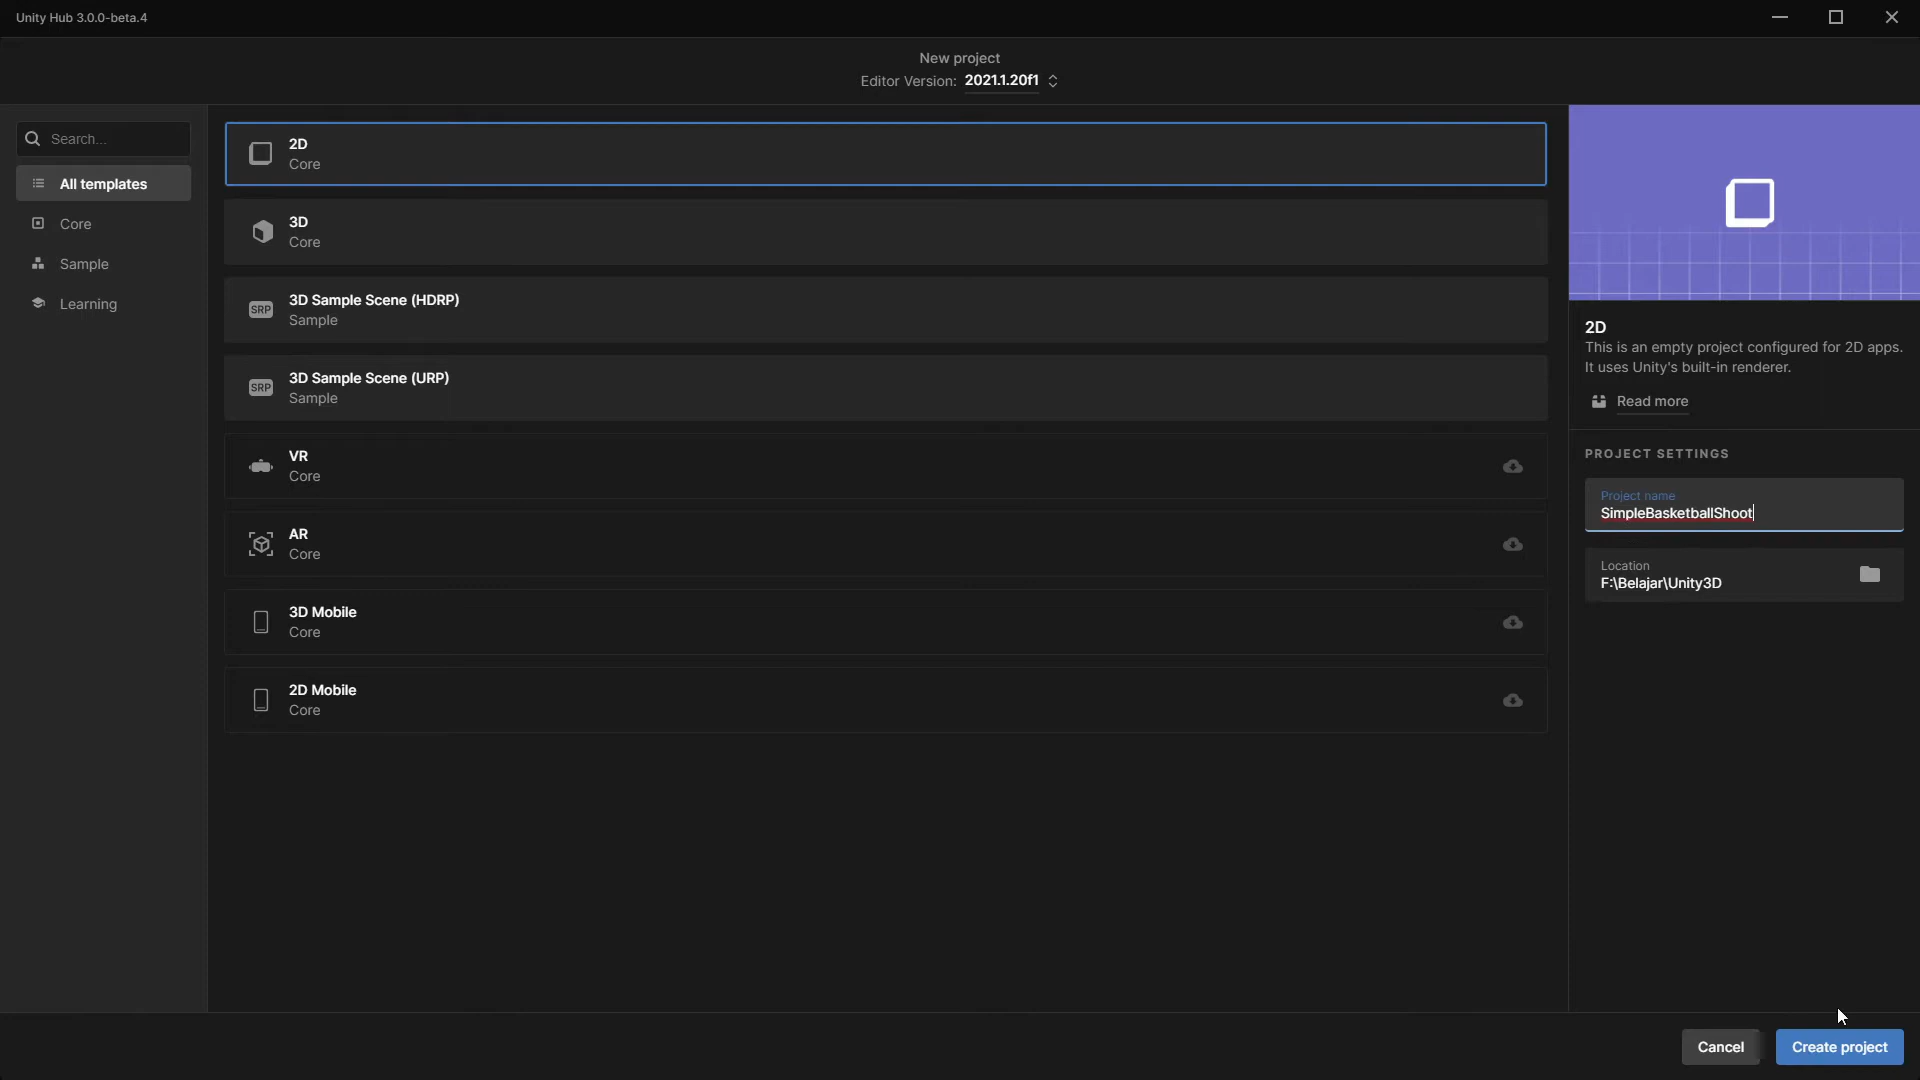 Unity Hub 3.0.0-beta.4
New project
Editor Version: 2021.1.20f1
Search...
All templates
Core
Sample
Learning
2D
Core
3D
Core
SRP
3D Sample Scene (HDRP)
Sample
SRP
3D Sample Scene (URP)
Sample
VR
Core
AR
Core
3D Mobile
Core
2D Mobile
Core
2D
This is an empty project configured for 2D apps.
It uses Unity's built-in renderer.
Read more
PROJECT SETTINGS
Project name
SimpleBasketballShoot
Location
F:\Belajar\Unity3D
Cancel
Create project